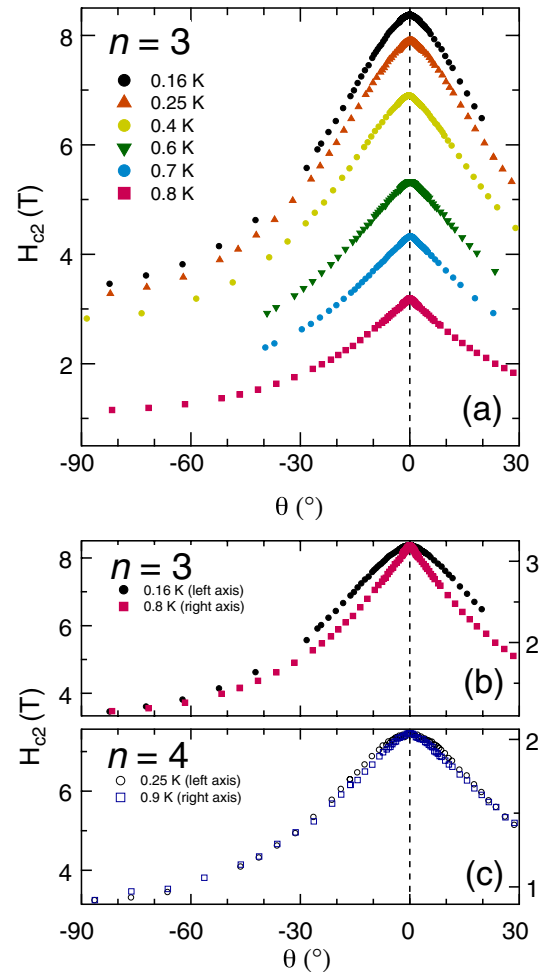 8
6
4
2
H_c2 (T)
n = 3
0.16 K
0.25 K
0.4 K
0.6 K
0.7 K
0.8 K
(a)
-90
-60
-30
0
30
θ (°)
8
6
4
H_c2 (T)
n = 3
0.16 K (left axis)
0.8 K (right axis)
3
2
(b)
6
4
n = 4
0.25 K (left axis)
0.9 K (right axis)
2
1
(c)
-90
-60
-30
0
30
θ (°)